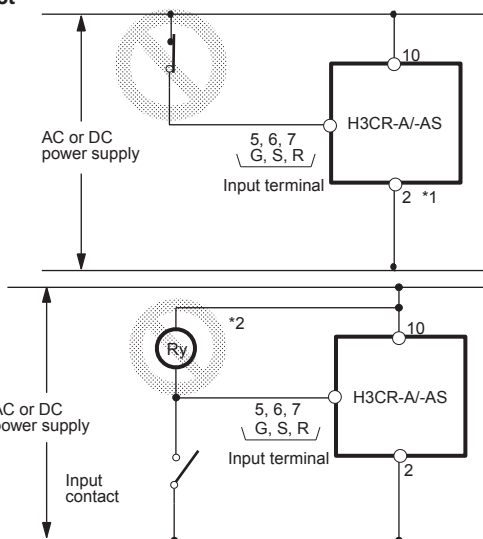 10
H3CR-A/-AS
AC or DC
power supply
5, 6, 7
G, S, R
Input terminal
2 *1
*2
10
Ry
H3CR-A/-AS
AC or DC
power supply
5, 6, 7
G, S, R
Input terminal
2
Input
contact